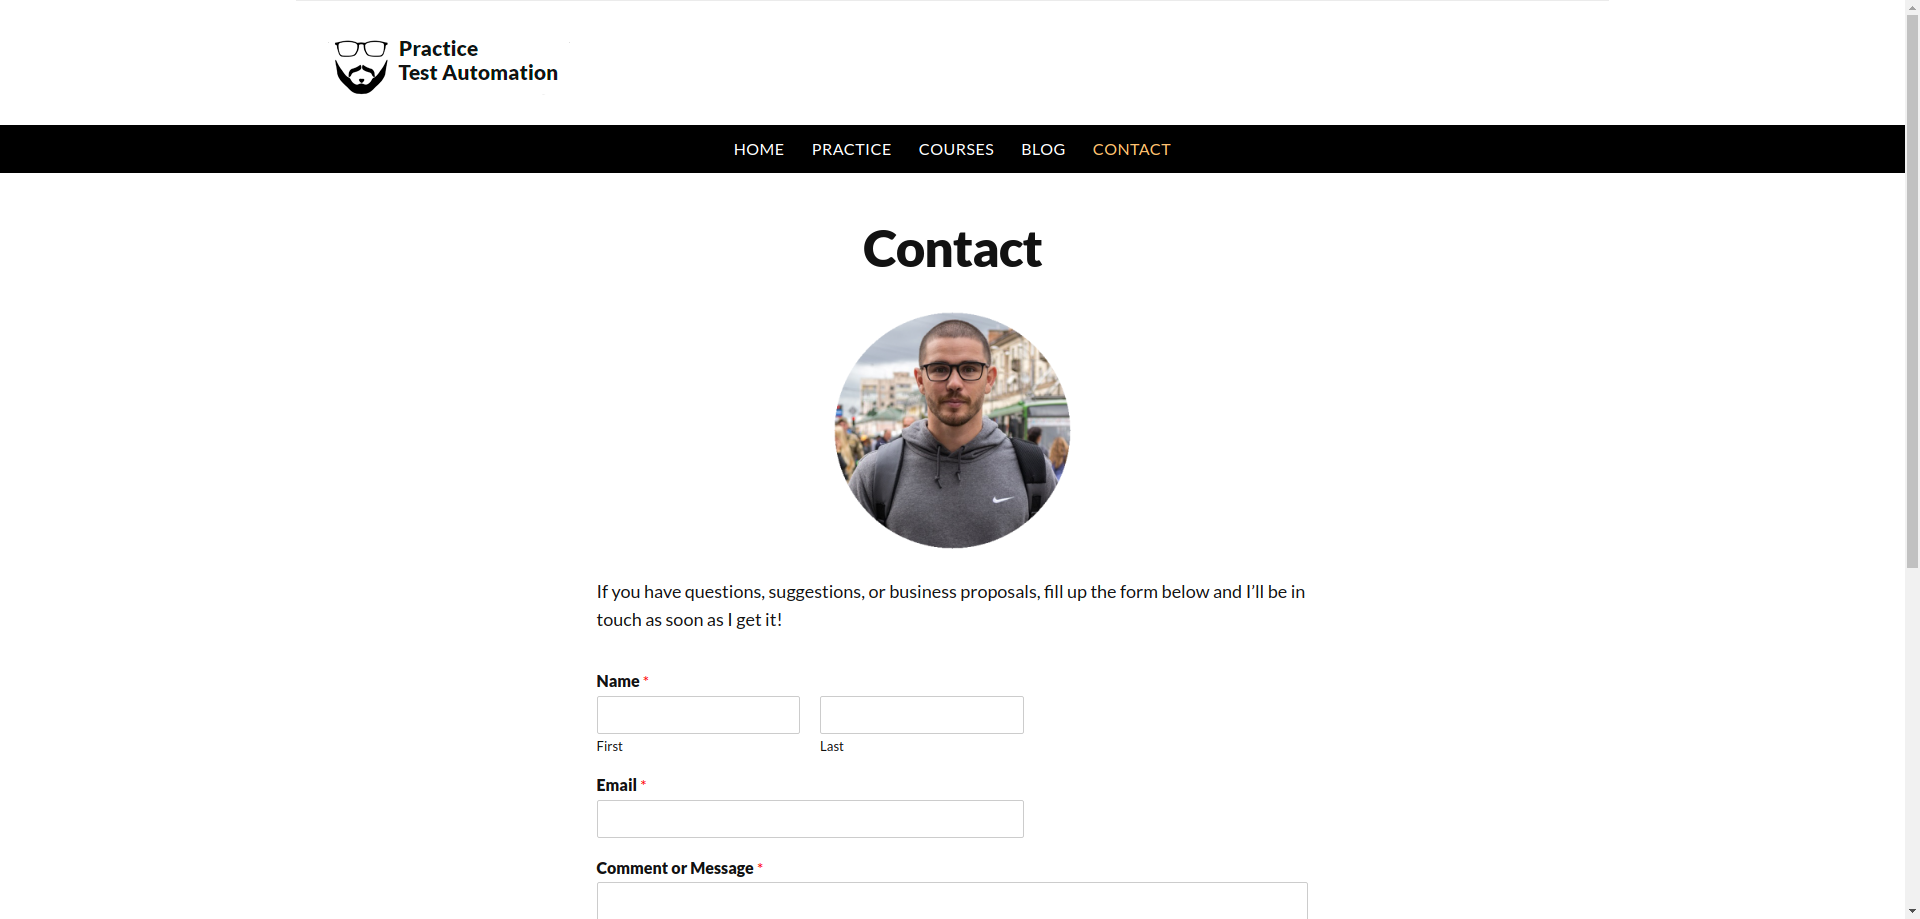 Practice
Test Automation
HOME PRACTICE COURSES BLOG CONTACT
Contact
If you have questions, suggestions, or business proposals, fill up the form below and I’ll be in
touch as soon as I get it!
Name *
First Last
Email *
Comment or Message *